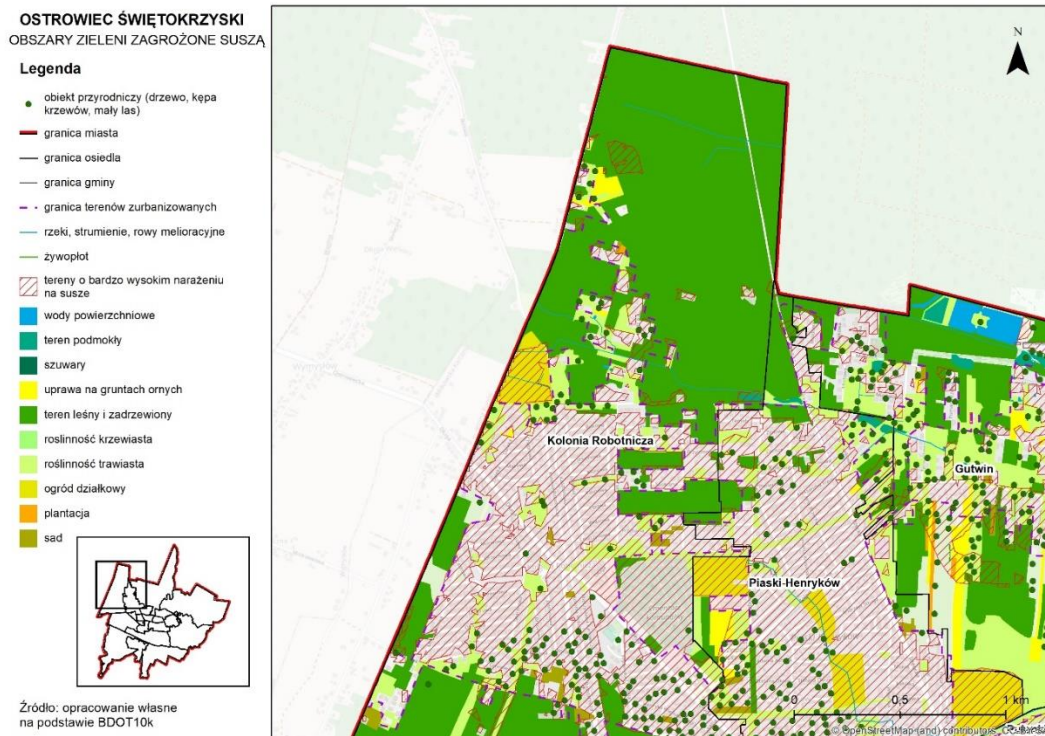 OSTROWIEC ŚWIĘTOKRZYSKI
OBSZARY ZIELENI ZAGROŻONE SUSZĄ
Legenda
obiekt przyrodniczy (drzewo, kępa
krzewów, mały las)
granica miasta
granica osiedla
granica gminy
granica terenów zurbanizowanych
rzeki, strumienie, rowy melioracyjne
żywopłot
tereny o bardzo wysokim narażeniu
na susze
wody powierzchniowe
teren podmokły
szuwary
uprawa na gruntach ornych
teren leśny i zadrzewiony
roslinność krzewiasta
roślinność trawiasta
ogród działkowy
plantacja
sad
Źródło: opracowanie własne
na podstawie BDOT10k
N
Kolonia Robotnicza
Gutwin
Piaski-Henryków
0 0,5 1 km
© OpenStreetMap (and) contributors,